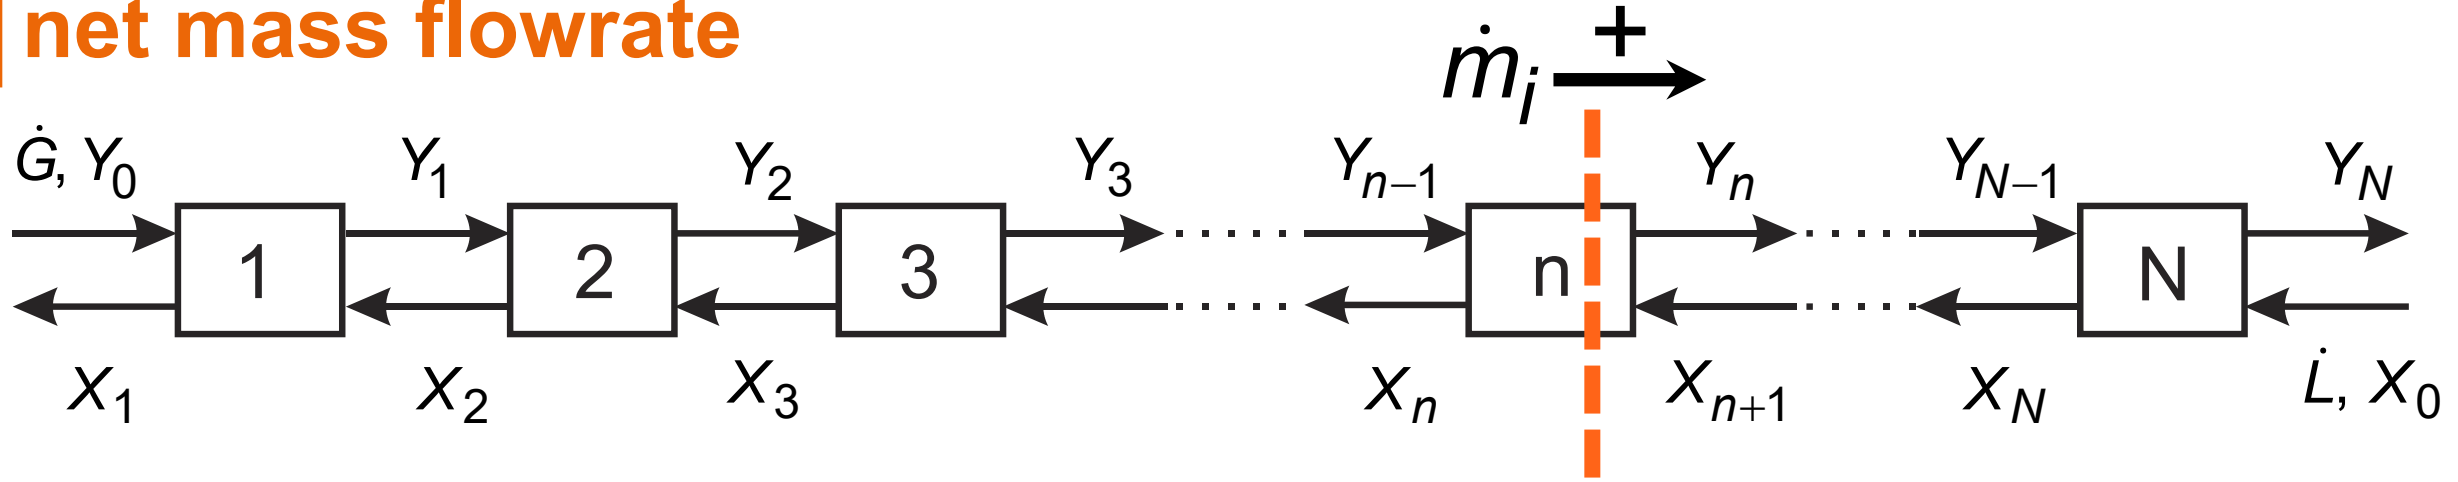 net mass flowrate
ṁi +
Ġ, Y0 Y1 Y2 Y3 Yn−1 Yn YN−1 YN
1 2 3 n N
X1 X2 X3 Xn Xn+1 XN L̇, X0